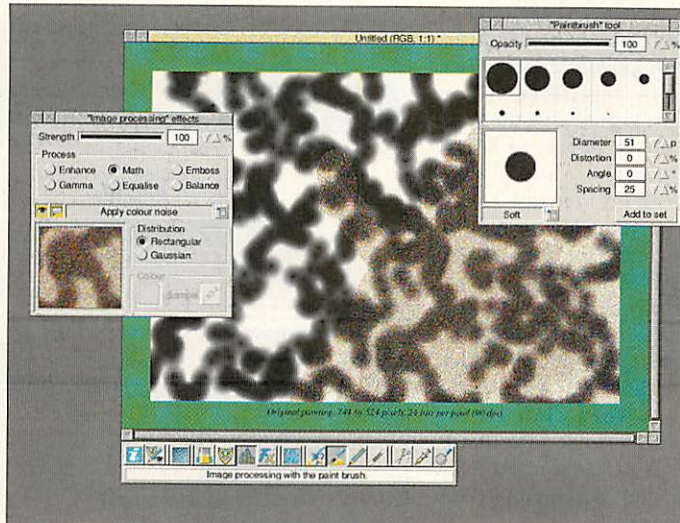 Untitled (RGB, 1:1) *
"Paintbrush" tool
Opacity 100 %
Diameter 51 p
Distortion 0 %
Angle 0 °
Spacing 25 %
Soft
Add to set
"Image processing" effects
Strength 100 %
Process
Enhance Math Emboss
Gamma Equalise Balance
Apply colour noise
Distribution
Rectangular
Gaussian
Colour
Sample
Original painting, 744 by 524 pixels, 24 bits per pixel (90 dpi)
Image processing with the paint brush.